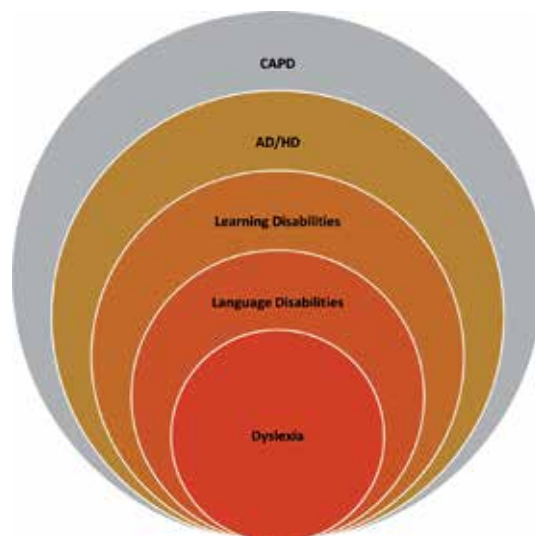 CAPD
AD/HD
Learning Disabilities
Language Disabilities
Dyslexia